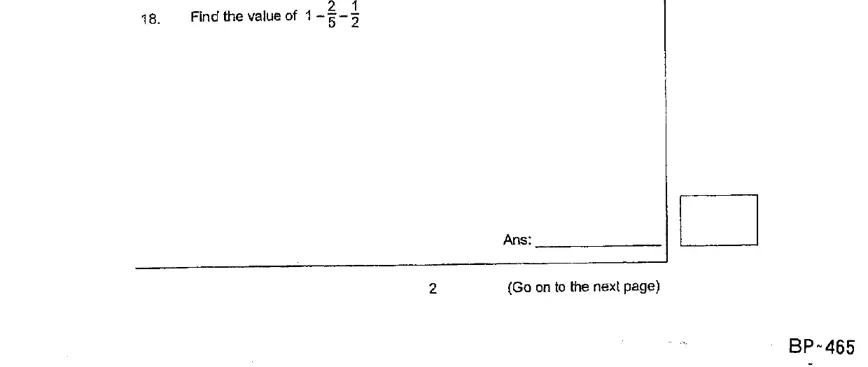 18. Find the value of 1 - 2/5 - 1/2
Ans: ____________
2 (Go on to the next page)
BP-465